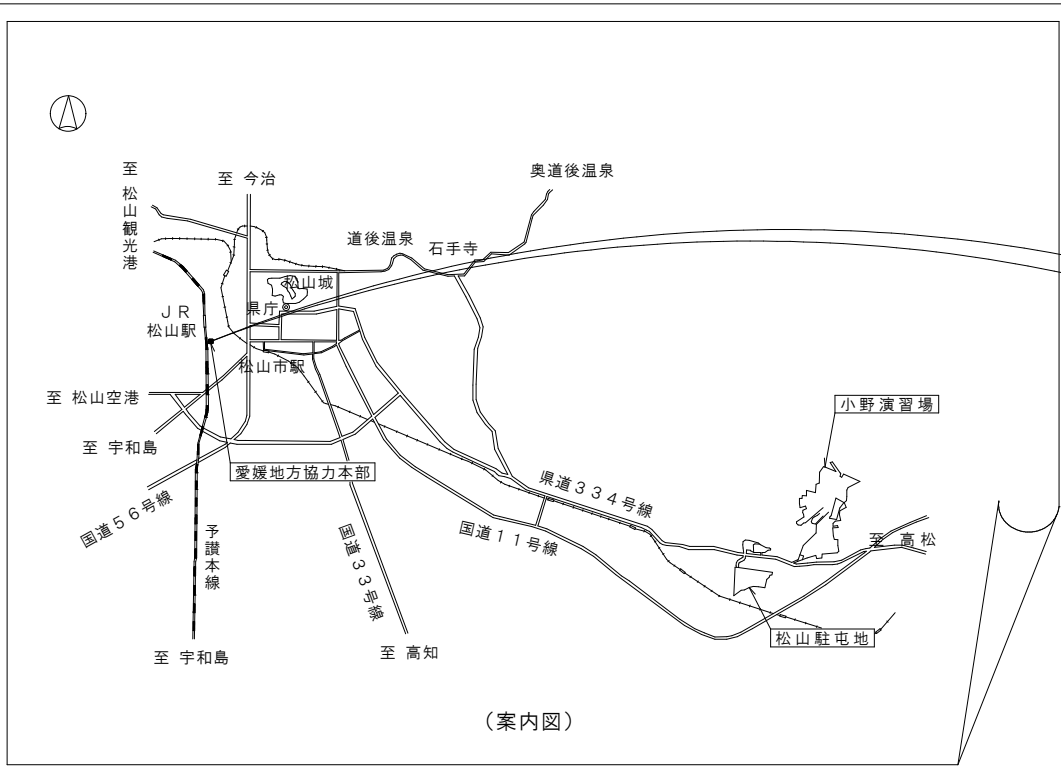 奥道後温泉
至 今治
至 松山観光港
道後温泉
石手寺
松山城
県庁
ＪＲ
松山駅
松山市駅
至 松山空港
小野演習場
至 宇和島
愛媛地方協力本部
県道３３４号線
国道５６号線
国道１１号線
至 高松
予讃本線
国道３３号線
松山駐屯地
至 高知
至 宇和島
（案内図）